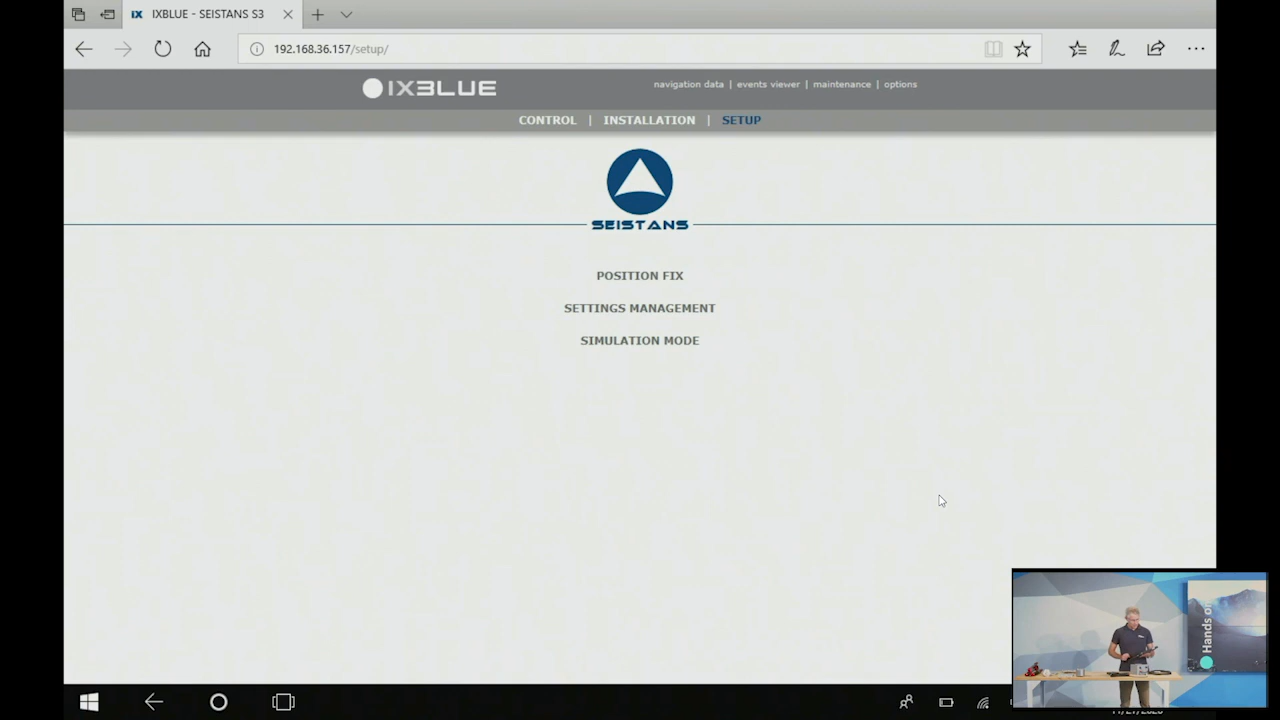 IXBLUE - SEISTANS S3
192.168.36.157/setup/
IXBLUE
navigation data | events viewer | maintenance | options
CONTROL | INSTALLATION | SETUP
SEISTANS
POSITION FIX
SETTINGS MANAGEMENT
SIMULATION MODE
Hands on